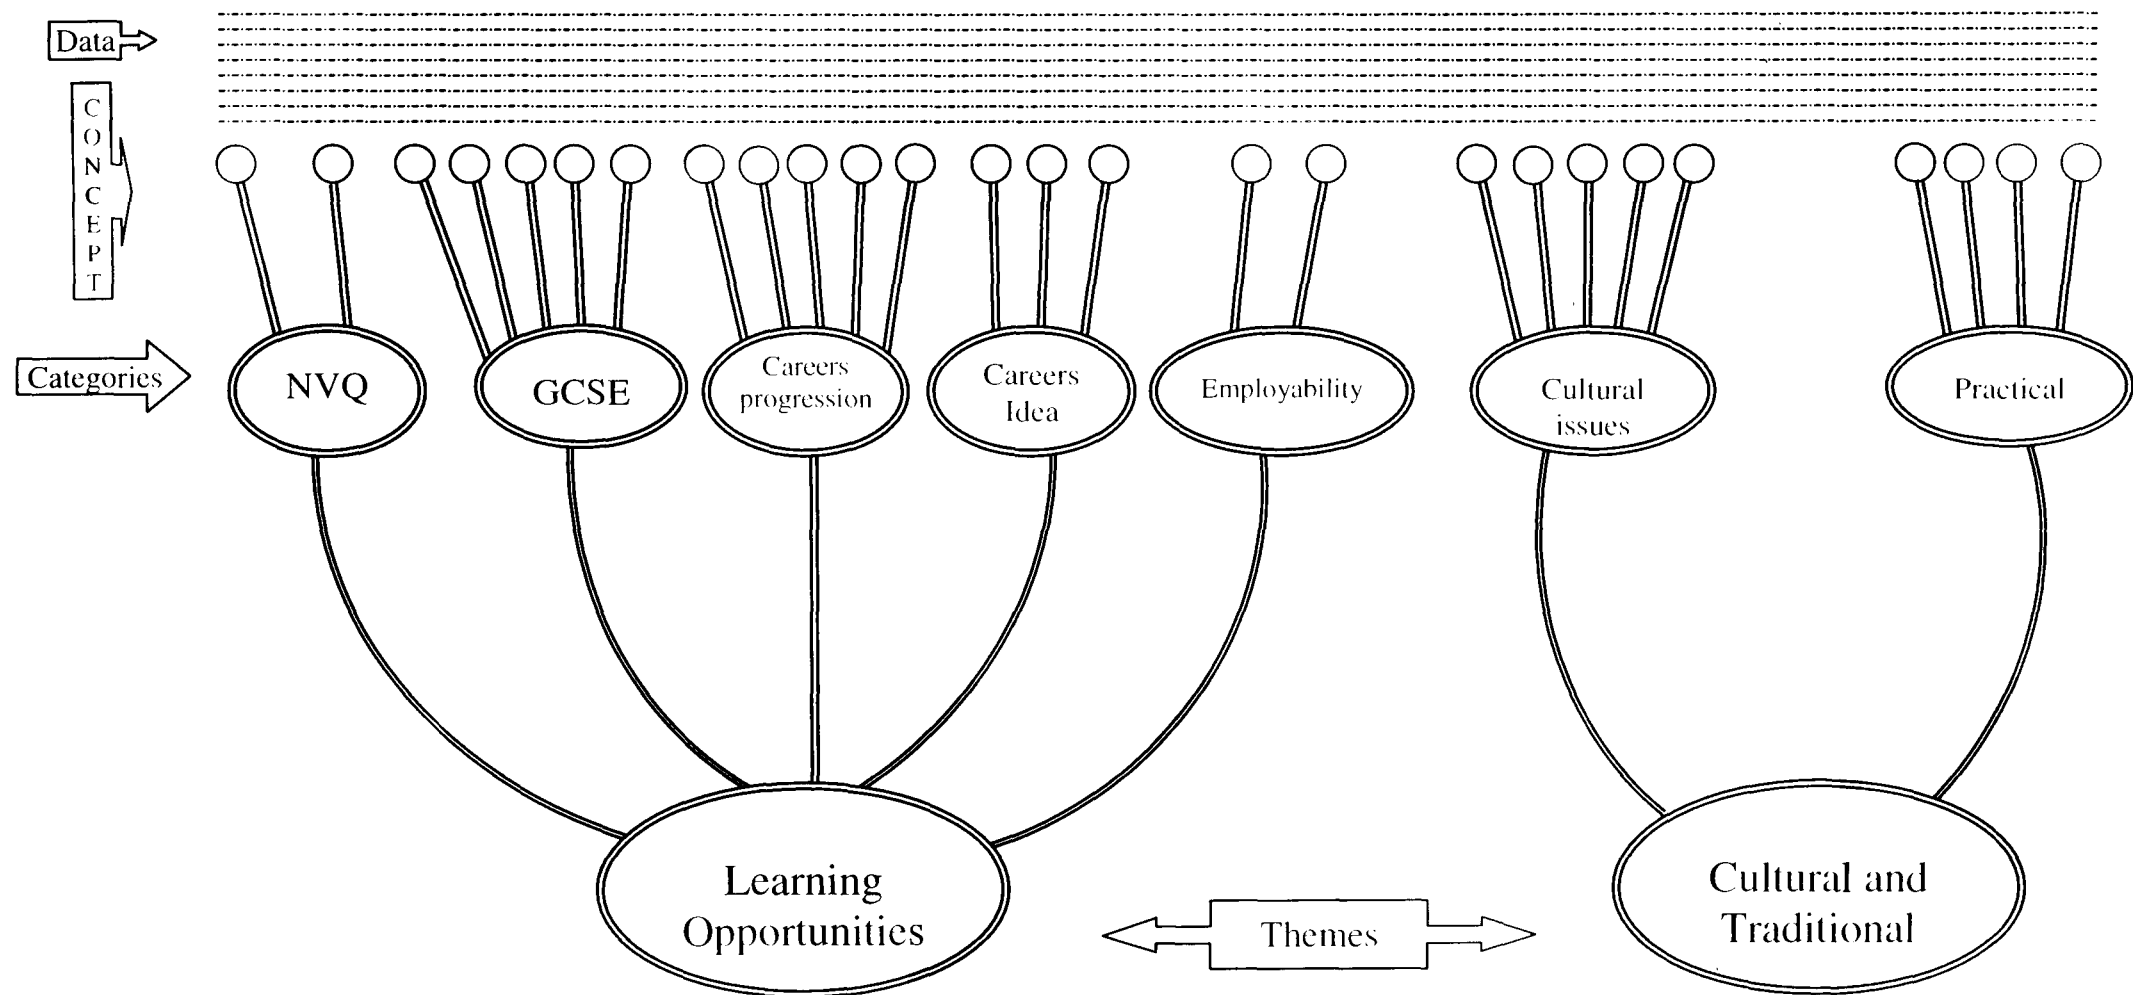 Data
CONCEPT
Categories
NVQ
GCSE
Careers
progression
Careers
Idea
Employability
Cultural
issues
Practical
Learning
Opportunities
Themes
Cultural and
Traditional